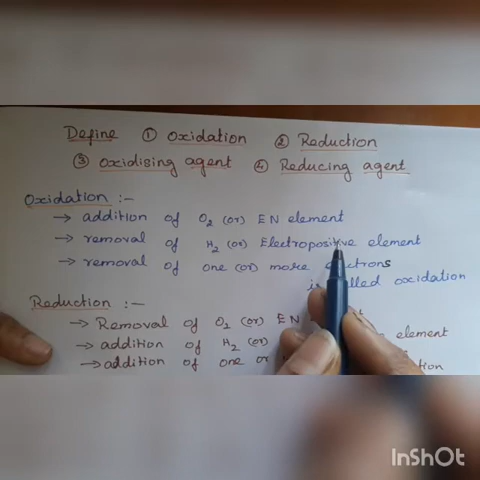 Define ① Oxidation ② Reduction
③ Oxidising agent ④ Reducing agent
Oxidation :-
→ addition of O₂ (or) EN element
→ removal of H₂ (or) Electropositive element
→ removal of one (or) more electrons
called oxidation
Reduction :-
→ Removal of O₂ (or) EN
→ addition of H₂ (or) element
→ addition of one or
InShOt